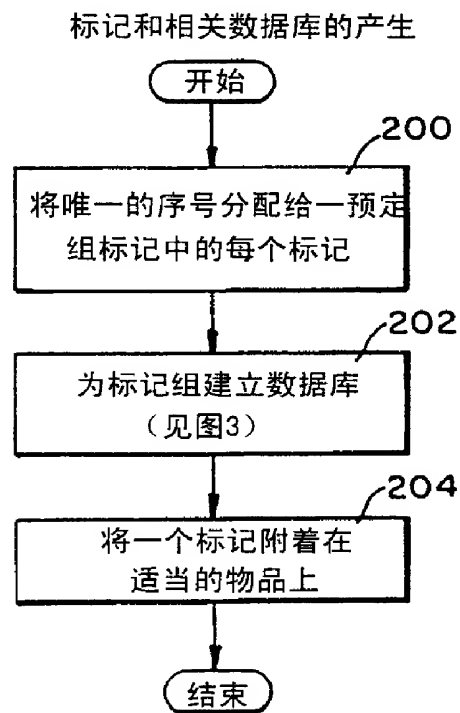 标记和相关数据库的产生
开始
200
将唯一的序号分配给一预定
组标记中的每个标记
202
为标记组建立数据库
（见图3）
204
将一个标记附着在
适当的物品上
结束